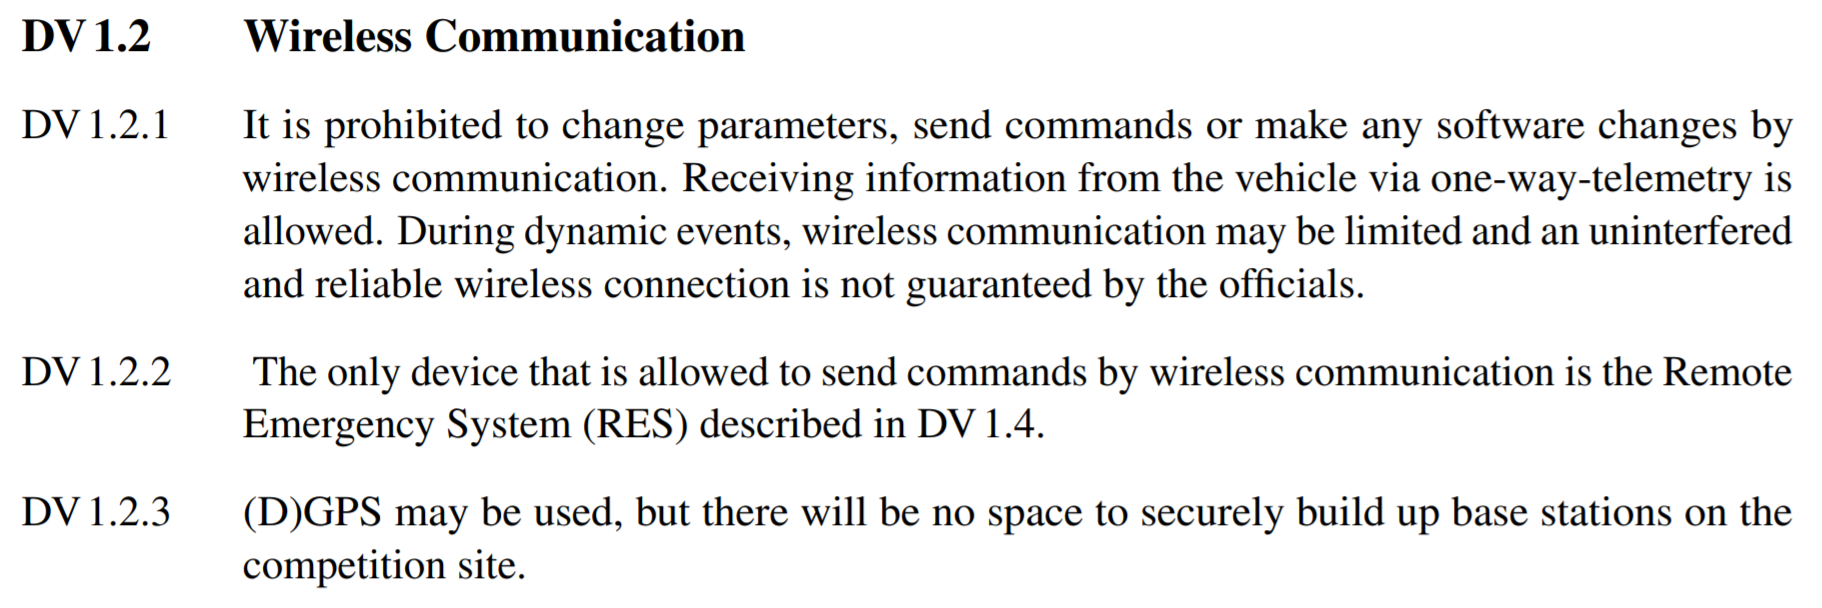 DV 1.2 Wireless Communication
DV 1.2.1 It is prohibited to change parameters, send commands or make any software changes by
wireless communication. Receiving information from the vehicle via one-way-telemetry is
allowed. During dynamic events, wireless communication may be limited and an uninterfered
and reliable wireless connection is not guaranteed by the officials.
DV 1.2.2 The only device that is allowed to send commands by wireless communication is the Remote
Emergency System (RES) described in DV 1.4.
DV 1.2.3 (D)GPS may be used, but there will be no space to securely build up base stations on the
competition site.